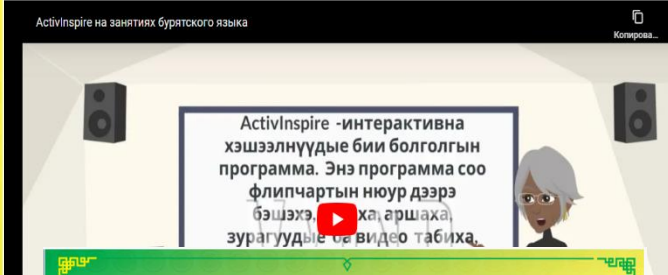 ActivInspire на занятиях бурятского языка
Копирова...
ActivInspire -интерактивна
хэшээлнүүдые бии болголгын
программа. Энэ программа соо
флипчартын нюур дээрэ
бэшэхэ, аршаха,
зурагуудые ба видео табиха,